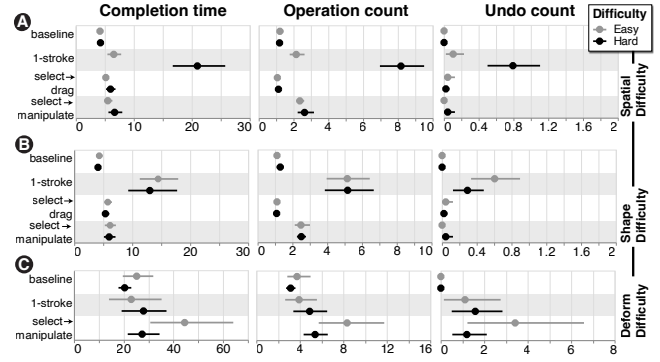 Completion time Operation count Undo count
Difficulty
Easy
Hard
A
baseline
1-stroke
select→
drag
select→
manipulate
0 10 20 30 0 2 4 6 8 10 0 0.4 0.8 1.2 1.6 2
Spatial Difficulty
B
baseline
1-stroke
select→
drag
select→
manipulate
0 10 20 30 0 2 4 6 8 10 0 0.4 0.8 1.2 1.6 2
Shape Difficulty
C
baseline
1-stroke
select→
manipulate
20 40 60 0 4 8 12 16 0 2 4 6 8
Deform Difficulty